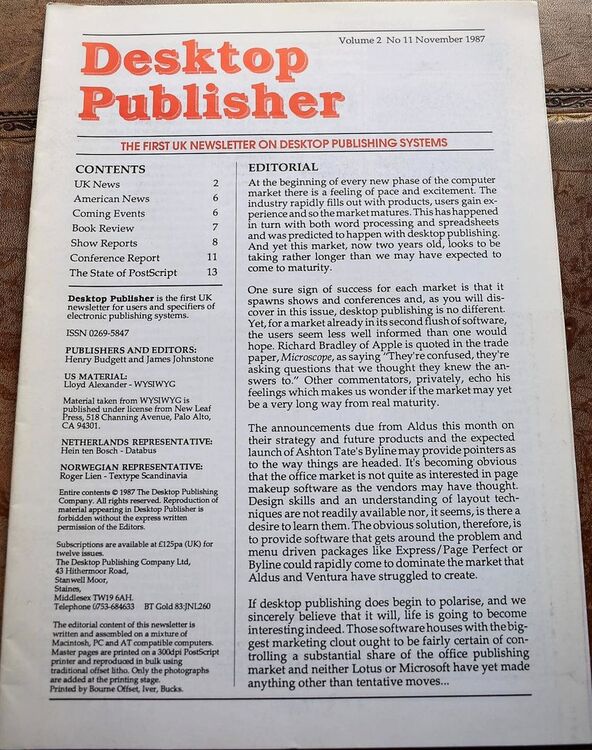 Volume 2 No 11 November 1987
Desktop
Publisher
THE FIRST UK NEWSLETTER ON DESKTOP PUBLISHING SYSTEMS
CONTENTS
UK News 2
American News 6
Coming Events 6
Book Review 7
Show Reports 8
Conference Report 11
The State of PostScript 13
Desktop Publisher is the first UK
newsletter for users and specifiers of
electronic publishing systems.
ISSN 0269-5847
PUBLISHERS AND EDITORS:
Henry Budgett and James Johnstone
US MATERIAL:
Lloyd Alexander - WYSIWYG
Material taken from WYSIWYG is
published under license from New Leaf
Press, 518 Channing Avenue, Palo Alto,
CA 94301.
NETHERLANDS REPRESENTATIVE:
Hein ten Bosch - Databus
NORWEGIAN REPRESENTATIVE:
Roger Lien - Textype Scandinavia
Entire contents © 1987 The Desktop Publishing
Company. All rights reserved. Reproduction of
material appearing in Desktop Publisher is
forbidden without the express written
permission of the Editors.
Subscriptions are available at £125pa (UK) for
twelve issues.
The Desktop Publishing Company Ltd,
43 Hithermoor Road,
Stanwell Moor,
Staines,
Middlesex TW19 6AH.
Telephone 0753-684633 BT Gold 83:JNL260
The editorial content of this newsletter is
written and assembled on a mixture of
Macintosh, PC and AT compatible computers.
Master pages are printed on a 300dpi PostScript
printer and reproduced in bulk using
traditional offset litho. Only the photographs
are added at the printing stage.
Printed by Bourne Offset, Iver, Bucks.
EDITORIAL
At the beginning of every new phase of the computer
market there is a feeling of pace and excitement. The
industry rapidly fills out with products, users gain ex-
perience and so the market matures. This has happened
in turn with both word processing and spreadsheets
and was predicted to happen with desktop publishing.
And yet this market, now two years old, looks to be
taking rather longer than we may have expected to
come to maturity.
One sure sign of success for each market is that it
spawns shows and conferences and, as you will dis-
cover in this issue, desktop publishing is no different.
Yet, for a market already in its second flush of software,
the users seem less well informed than one would
hope. Richard Bradley of Apple is quoted in the trade
paper, Microscope, as saying "They're confused, they're
asking questions that we thought they knew the an-
swers to." Other commentators, privately, echo his
feelings which makes us wonder if the market may yet
be a very long way from real maturity.
The announcements due from Aldus this month on
their strategy and future products and the expected
launch of Ashton Tate's Byline may provide pointers as
to the way things are headed. It's becoming obvious
that the office market is not quite as interested in page
makeup software as the vendors may have thought.
Design skills and an understanding of layout tech-
niques are not readily available nor, it seems, is there a
desire to learn them. The obvious solution, therefore, is
to provide software that gets around the problem and
menu driven packages like Express/Page Perfect or
Byline could rapidly come to dominate the market that
Aldus and Ventura have struggled to create.
If desktop publishing does begin to polarise, and we
sincerely believe that it will, life is going to become
interesting indeed. Those software houses with the big-
gest marketing clout ought to be fairly certain of con-
trolling a substantial share of the office publishing
market and neither Lotus or Microsoft have yet made
anything other than tentative moves...